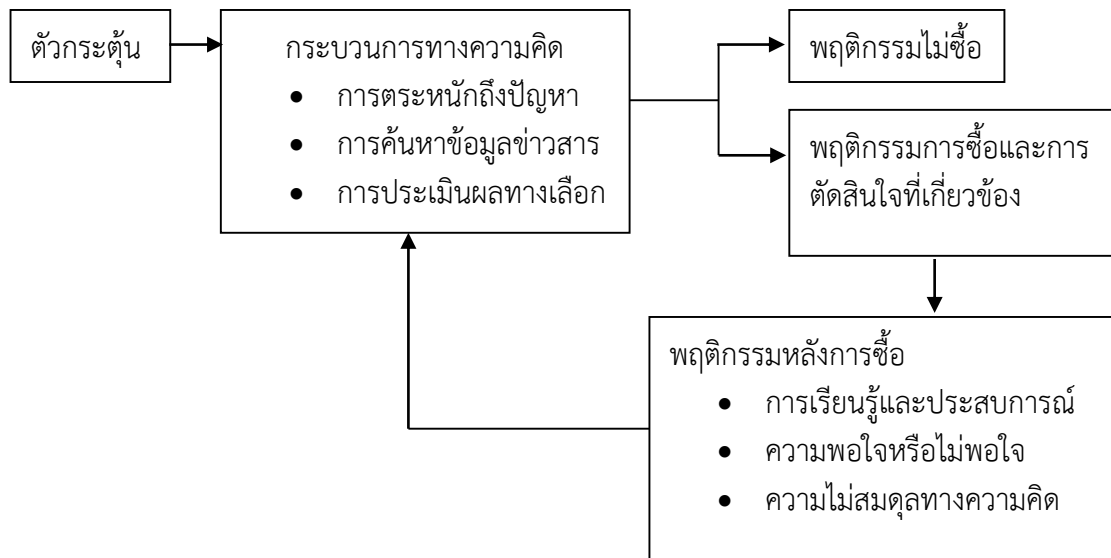 ตัวกระตุ้น
กระบวนการทางความคิด
● การตระหนักถึงปัญหา
● การค้นหาข้อมูลข่าวสาร
● การประเมินผลทางเลือก
พฤติกรรมไม่ซื้อ
พฤติกรรมการซื้อและการ
ตัดสินใจที่เกี่ยวข้อง
พฤติกรรมหลังการซื้อ
● การเรียนรู้และประสบการณ์
● ความพอใจหรือไม่พอใจ
● ความไม่สมดุลทางความคิด